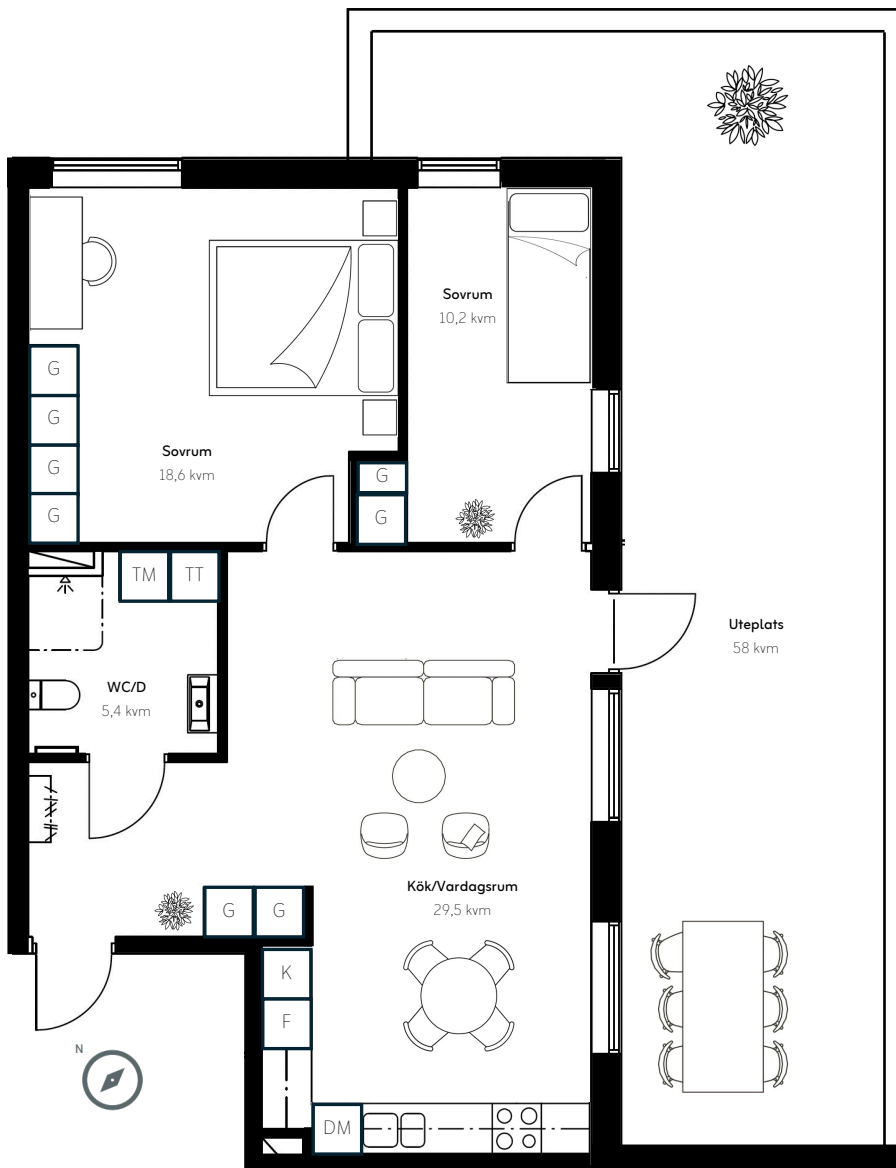 Sovrum
10,2 kvm
G
G
G
G
Sovrum
18,6 kvm
G
G
TM TT
WC/D
5,4 kvm
Uteplats
58 kvm
Kök/Vardagsrum
29,5 kvm
G G
K
F
N
DM